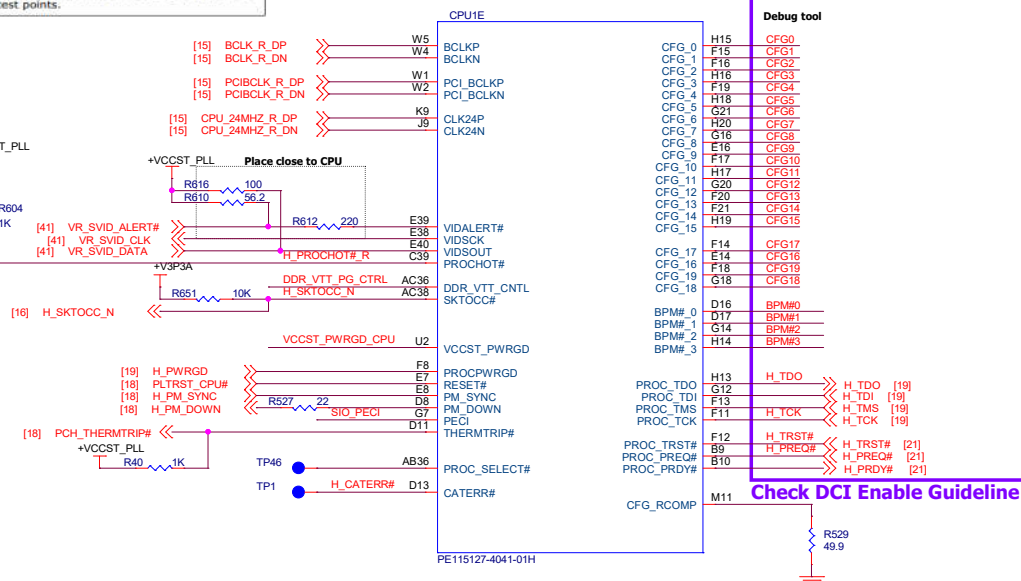 test points.
CPU1E
Debug tool
[15] BCLK_R_DP W5 BCLKP
[15] BCLK_R_DN W4 BCLKN
[15] PCIBCLK_R_DP W1 PCI_BCLKP
[15] PCIBCLK_R_DN W2 PCI_BCLKN
[15] CPU_24MHZ_R_DP K9 CLK24P
[15] CPU_24MHZ_R_DN J9 CLK24N
T_PLL
+VCCST_PLL Place close to CPU
R616 100
R610 56.2
R604
1K
R612 220
[41] VR_SVID_ALERT# E39 VIDALERT#
[41] VR_SVID_CLK E38 VIDSCK
[41] VR_SVID_DATA E40 VIDSOUT
H_PROCHOT#_R C39 PROCHOT#
+V3P3A
DDR_VTT_PG_CTRL AC36 DDR_VTT_CNTL
R651 10K H_SKTOCC_N AC38 SKTOCC#
[16] H_SKTOCC_N
VCCST_PWRGD_CPU U2 VCCST_PWRGD
[19] H_PWRGD F8 PROCPWRGD
[18] PLTRST_CPU# E7 RESET#
[18] H_PM_SYNC E8 PM_SYNC
[18] H_PM_DOWN R527 22 D8 PM_DOWN
SIO_PECI G7 PECI
[18] PCH_THERMTRIP# D11 THERMTRIP#
+VCCST_PLL
R40 1K
TP46 AB36 PROC_SELECT#
TP1 H_CATERR# D13 CATERR#
CFG_0 H15 CFG0
CFG_1 F15 CFG1
CFG_2 F16 CFG2
CFG_3 H16 CFG3
CFG_4 F19 CFG4
CFG_5 H18 CFG5
CFG_6 G21 CFG6
CFG_7 H20 CFG7
CFG_8 G16 CFG8
CFG_9 E16 CFG9
CFG_10 F17 CFG10
CFG_11 H17 CFG11
CFG_12 G20 CFG12
CFG_13 F20 CFG13
CFG_14 F21 CFG14
CFG_15 H19 CFG15
CFG_17 F14 CFG17
CFG_16 E14 CFG16
CFG_19 F18 CFG19
CFG_18 G18 CFG18
BPM#_0 D16 BPM#0
BPM#_1 D17 BPM#1
BPM#_2 G14 BPM#2
BPM#_3 H14 BPM#3
PROC_TDO H13 H_TDO H_TDO [19]
PROC_TDI G12 H_TDI [19]
PROC_TMS F13 H_TMS [19]
PROC_TCK F11 H_TCK H_TCK [19]
PROC_TRST# F12 H_TRST# H_TRST# [21]
PROC_PREQ# B9 H_PREQ# H_PREQ# [21]
PROC_PRDY# B10 H_PRDY# [21]
Check DCI Enable Guideline
CFG_RCOMP M11
R529
49.9
PE115127-4041-01H